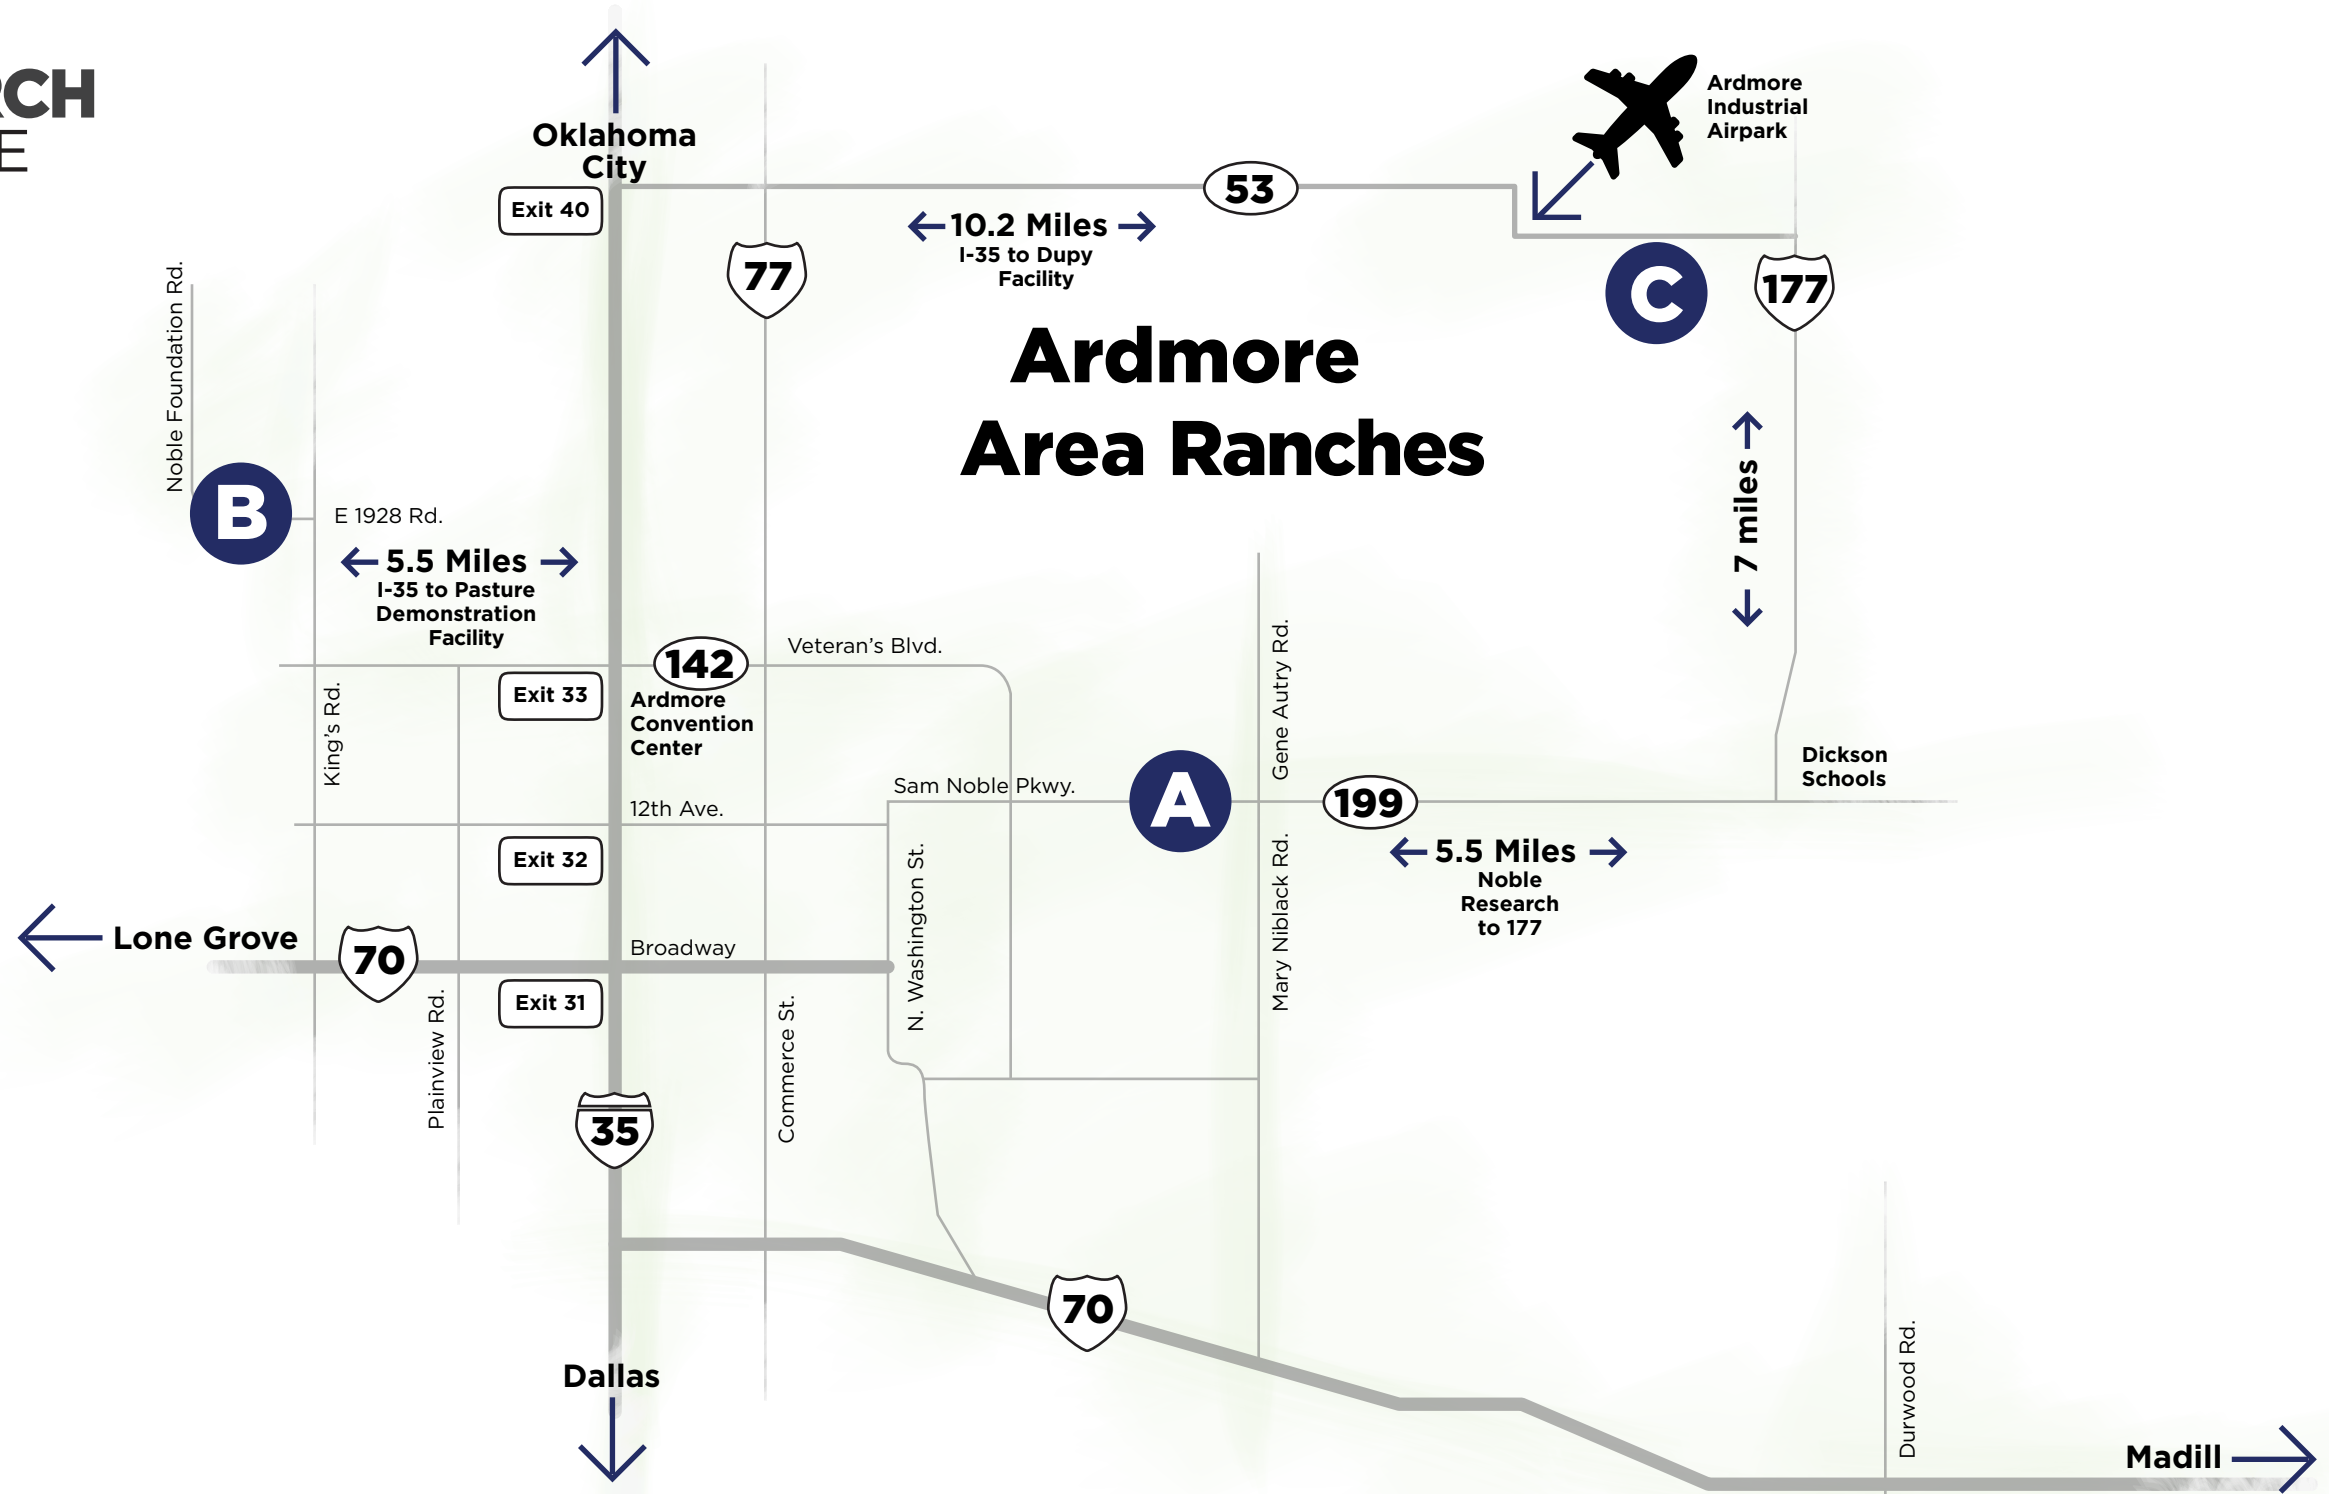 RCH
E
Oklahoma
City
Exit 40
53
Ardmore
Industrial
Airpark
10.2 Miles
I-35 to Dupy
Facility
77
C
177
Noble Foundation Rd.
Ardmore
Area Ranches
B
E 1928 Rd.
5.5 Miles
I-35 to Pasture
Demonstration
Facility
7 miles
142
Veteran's Blvd.
Exit 33
Ardmore
Convention
Center
King's Rd.
Gene Autry Rd.
Dickson
Schools
Sam Noble Pkwy.
A
199
12th Ave.
Exit 32
5.5 Miles
Noble
Research
to 177
N. Washington St.
Mary Niblack Rd.
Lone Grove
70
Broadway
Exit 31
Plainview Rd.
Commerce St.
35
70
Dallas
Durwood Rd.
Madill